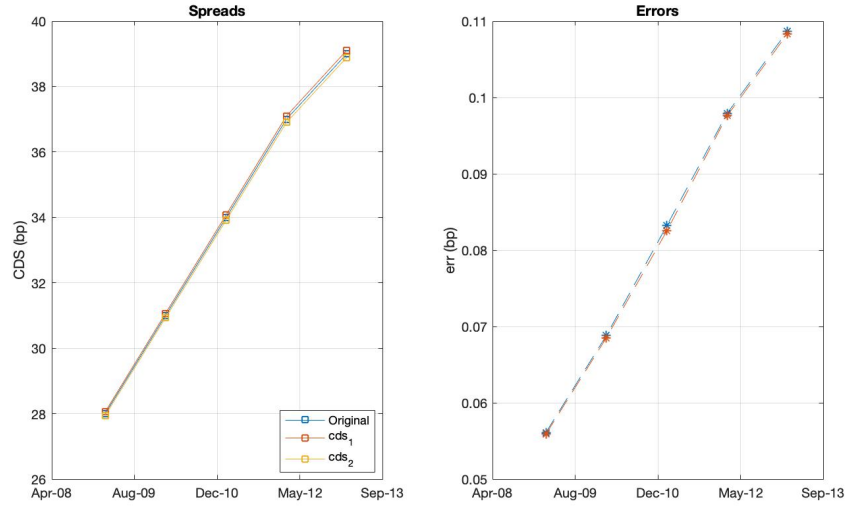 Spreads
CDS (bp)
40
38
36
34
32
30
28
26
Apr-08
Aug-09
Dec-10
May-12
Sep-13
Original
cds1
cds2
Errors
err (bp)
0.11
0.1
0.09
0.08
0.07
0.06
0.05
Apr-08
Aug-09
Dec-10
May-12
Sep-13